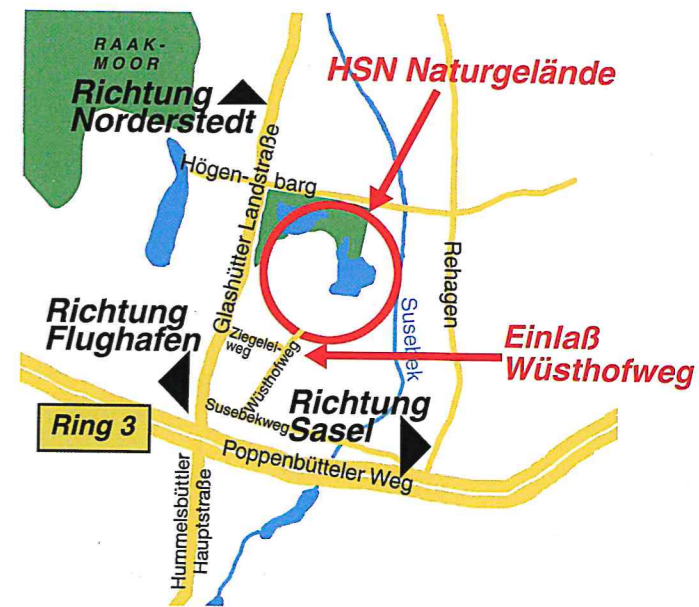 RAAK-
MOOR
Richtung
Norderstedt
HSN Naturgelände
Högen-
barg
Glashütter Landstraße
Rehagen
Susebek
Richtung
Flughafen
Ziegelei-
weg
Wüsthofweg
Einlaß
Wüsthofweg
Susebekweg
Richtung
Sasel
Ring 3
Poppenbütteler Weg
Hummelsbüttler
Hauptstraße